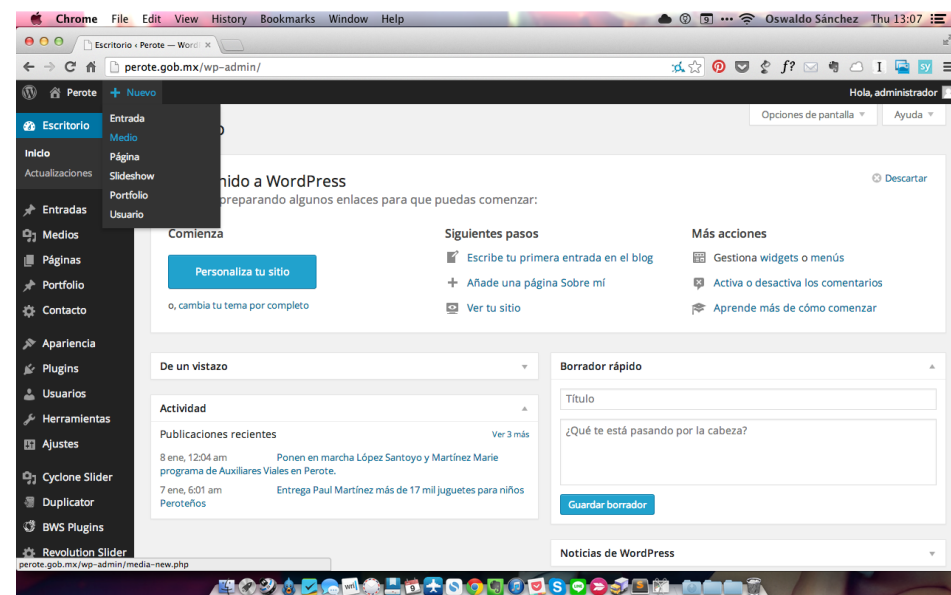 Chrome File Edit View History Bookmarks Window Help
9 Oswaldo Sánchez Thu 13:07
Escritorio ‹ Perote — Word
perote.gob.mx/wp-admin/
f? I sy
Perote + Nuevo Hola, administrador
Entrada
Medio
Página
Slideshow
Portfolio
Usuario
Opciones de pantalla Ayuda
Escritorio
Inicio
Actualizaciones
Entradas
Medios
Páginas
Portfolio
Contacto
Apariencia
Plugins
Usuarios
Herramientas
Ajustes
Cyclone Slider
Duplicator
BWS Plugins
Revolution Slider
nido a WordPress Descartar
preparando algunos enlaces para que puedas comenzar:
Comienza
Personaliza tu sitio
o, cambia tu tema por completo
Siguientes pasos
Escribe tu primera entrada en el blog
Añade una página Sobre mí
Ver tu sitio
Más acciones
Gestiona widgets o menús
Activa o desactiva los comentarios
Aprende más de cómo comenzar
De un vistazo
Actividad
Publicaciones recientes Ver 3 más
8 ene, 12:04 am Ponen en marcha López Santoyo y Martínez Marie
programa de Auxiliares Viales en Perote.
7 ene, 6:01 am Entrega Paul Martínez más de 17 mil juguetes para niños
Peroteños
Borrador rápido
Título
¿Qué te está pasando por la cabeza?
Guardar borrador
Noticias de WordPress
perote.gob.mx/wp-admin/media-new.php